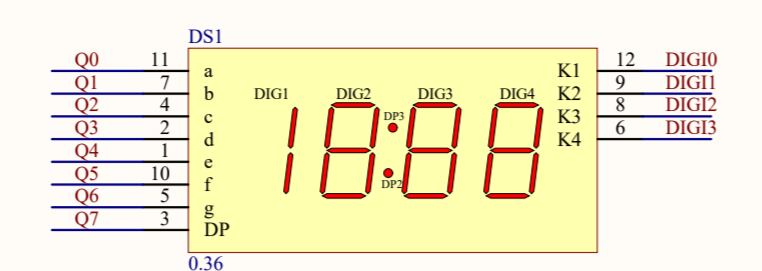 DS1
Q0 11 a K1 12 DIGI0
Q1 7 b K2 9 DIGI1
DIG1 DIG2 DIG3 DIG4
Q2 4 c K3 8 DIGI2
DP3
Q3 2 d K4 6 DIGI3
Q4 1 e
Q5 10 f
DP2
Q6 5 g
Q7 3 DP
18:88
0.36